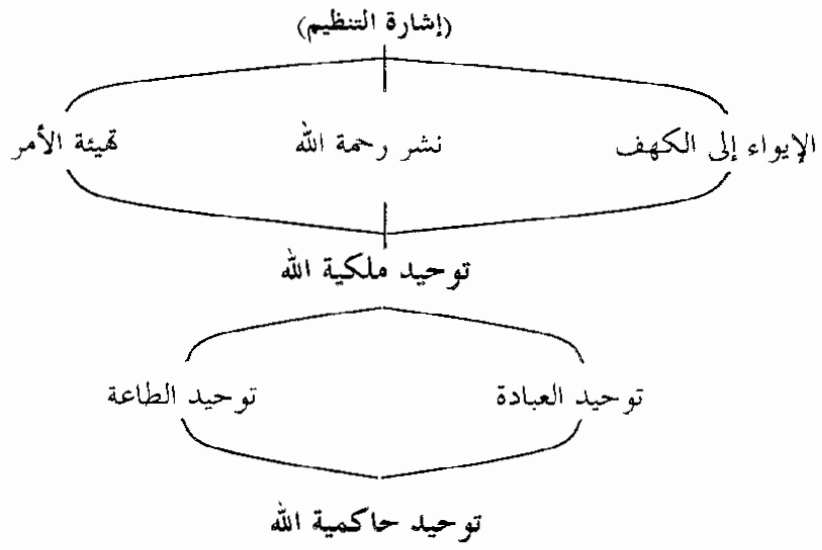 (إشارة التنظيم)
الإيواء إلى الكهف نشر رحمة الله تهيئة الأمر
توحيد ملكية الله
توحيد العبادة توحيد الطاعة
توحيد حاكمية الله